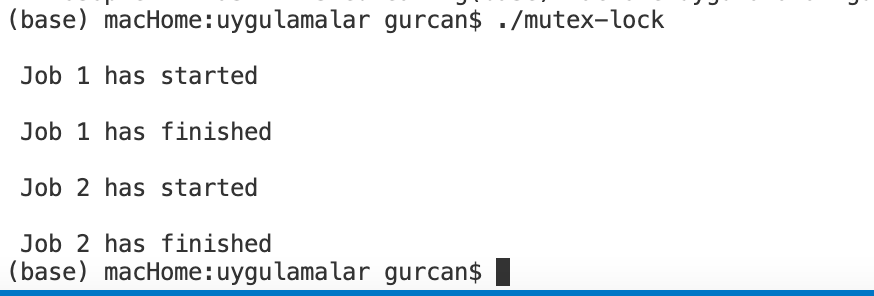 (base) macHome:uygulamalar gurcan$ ./mutex-lock
Job 1 has started
Job 1 has finished
Job 2 has started
Job 2 has finished
(base) macHome:uygulamalar gurcan$